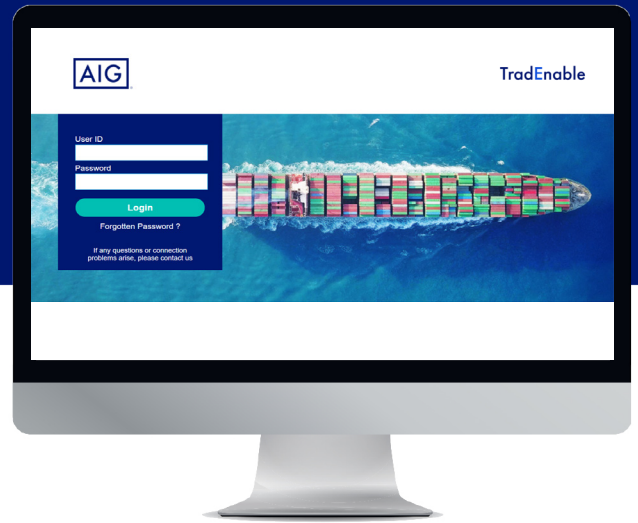 AIG
TradEnable
User ID
Password
Login
Forgotten Password ?
If any questions or connection
problems arise, please contact us